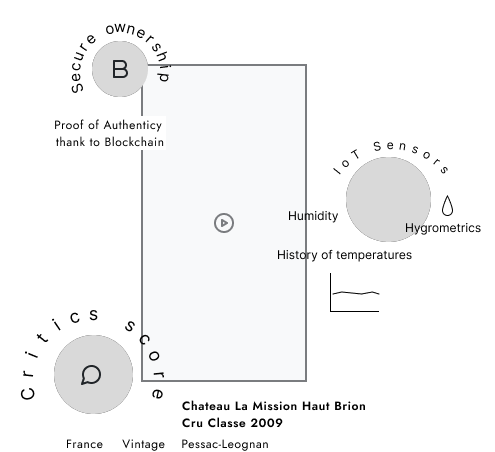 Secure ownership
B
Proof of Authenticy
thank to Blockchain
IoT Sensors
Humidity
Hygrometrics
History of temperatures
Critics score
Chateau La Mission Haut Brion
Cru Classe 2009
France Vintage Pessac-Leognan